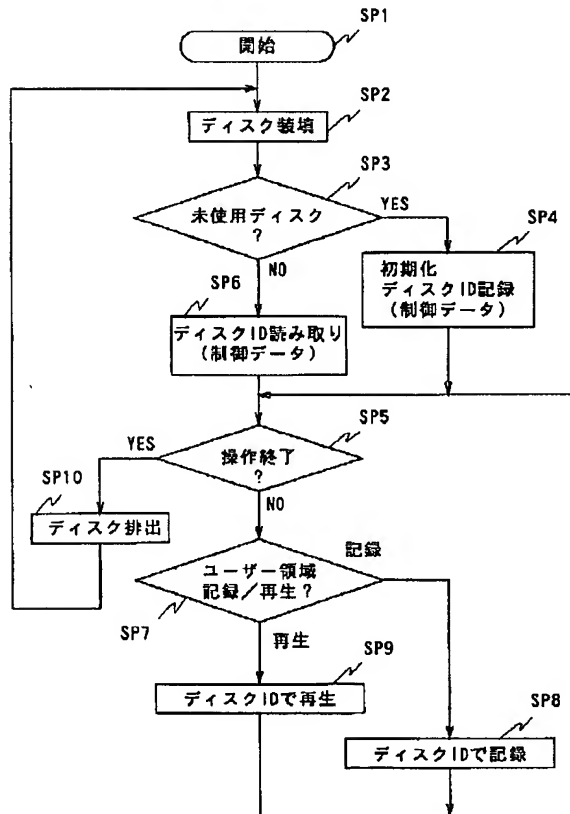 SP1
開始
SP2
ディスク装填
SP3
未使用ディスク
?
YES
NO
SP4
初期化
ディスクID記録
(制御データ)
SP6
ディスクID読み取り
(制御データ)
SP5
YES
操作終了
?
NO
SP10
ディスク排出
ユーザー領域
記録/再生?
記録
SP7
再生
SP9
ディスクIDで再生
SP8
ディスクIDで記録